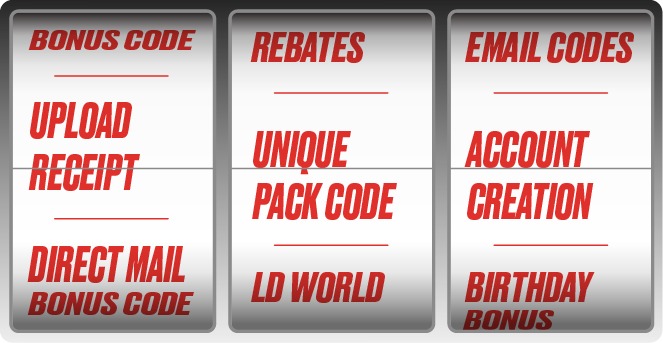 BONUS CODE
UPLOAD
RECEIPT
DIRECT MAIL
BONUS CODE
REBATES
UNIQUE
PACK CODE
LD WORLD
EMAIL CODES
ACCOUNT
CREATION
BIRTHDAY
BONUS